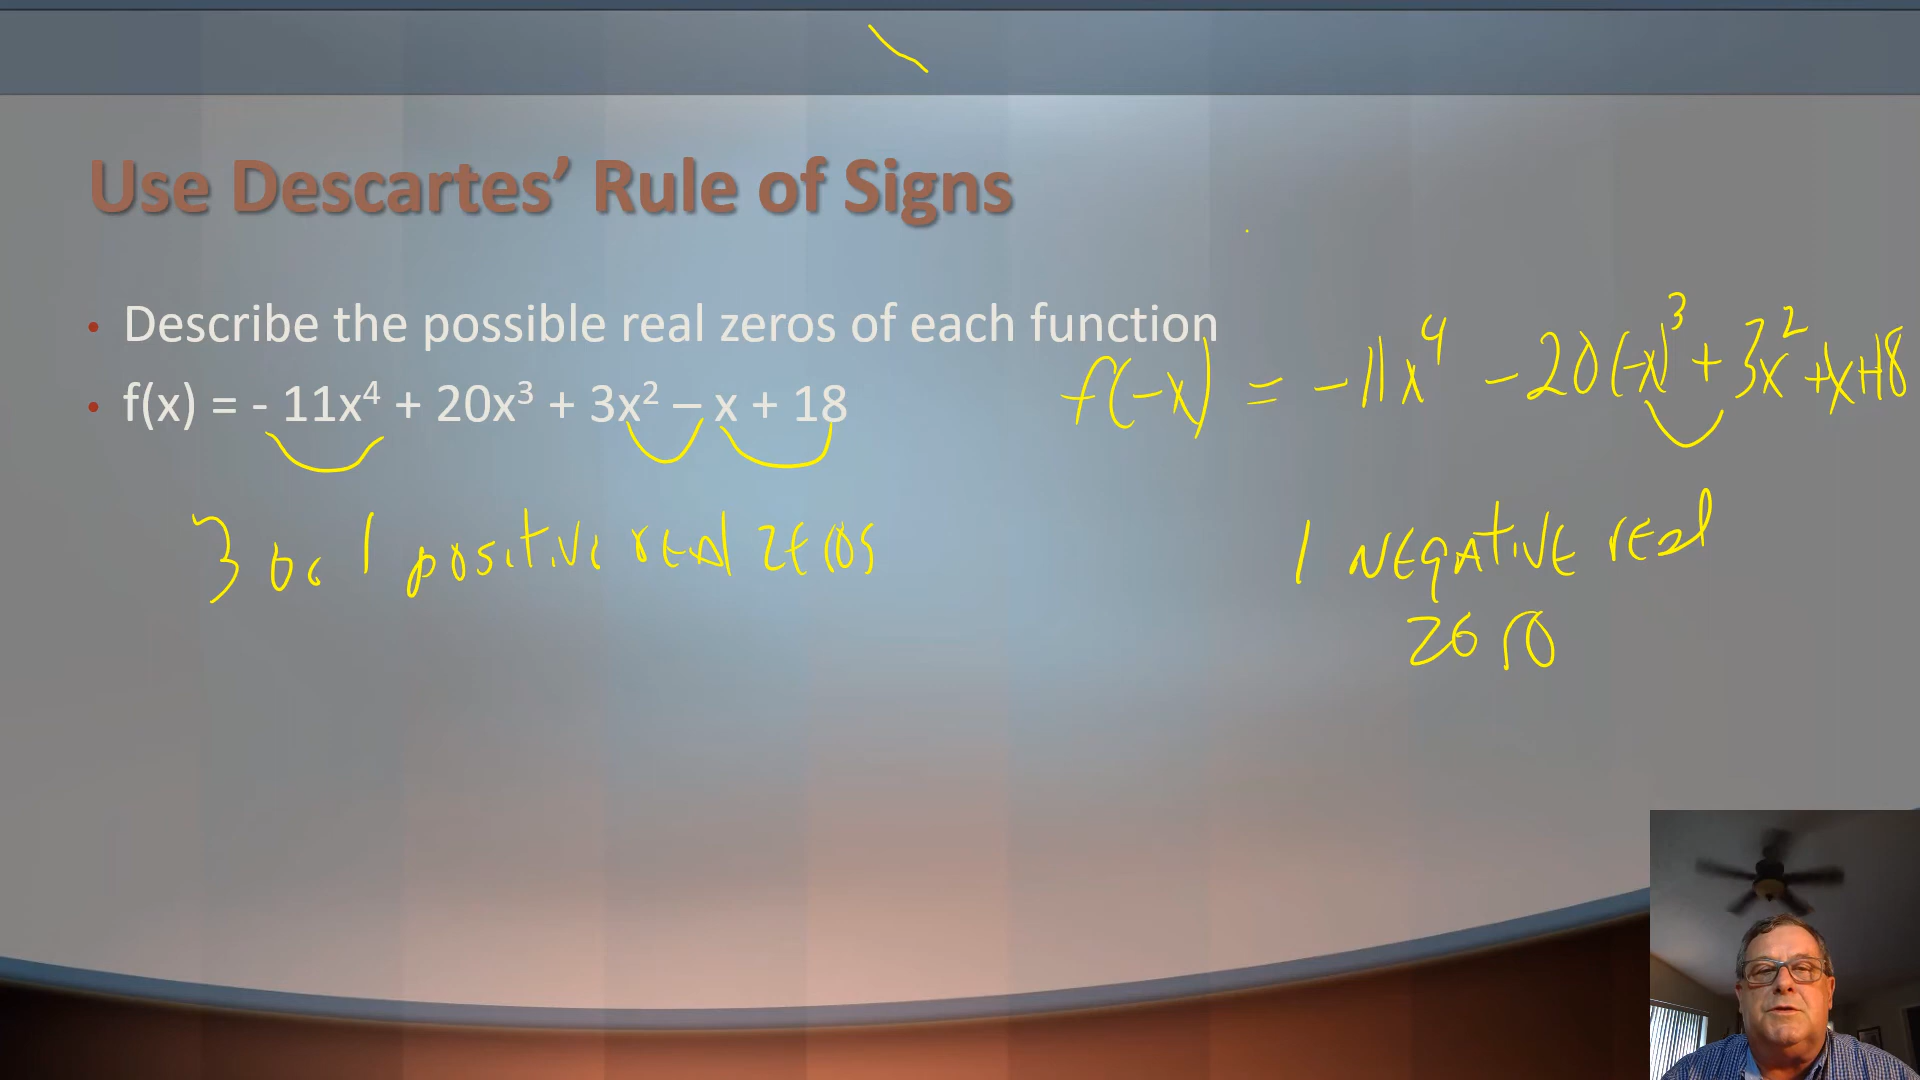 Use Descartes’ Rule of Signs
• Describe the possible real zeros of each function
• f(x) = - 11x⁴ + 20x³ + 3x² – x + 18
f(-x) = -11x⁴ - 20(-x)³ + 3x² + x + 18
3 or 1 positive real zeros
1 NEgAtivE rEal
zero